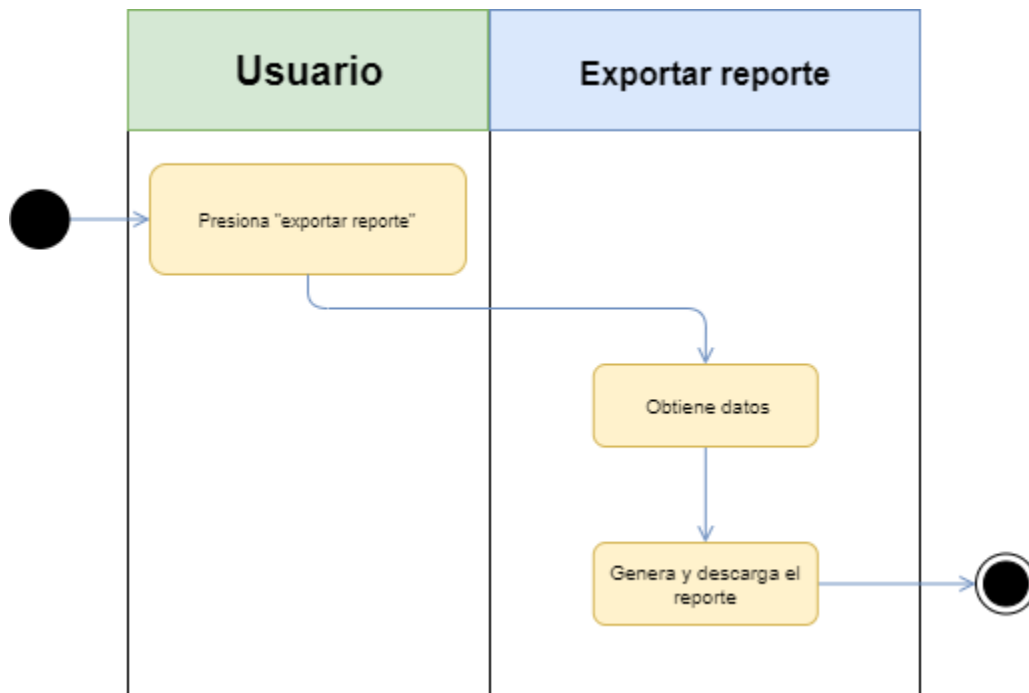 Usuario
Exportar reporte
Presiona "exportar reporte"
Obtiene datos
Genera y descarga el
reporte